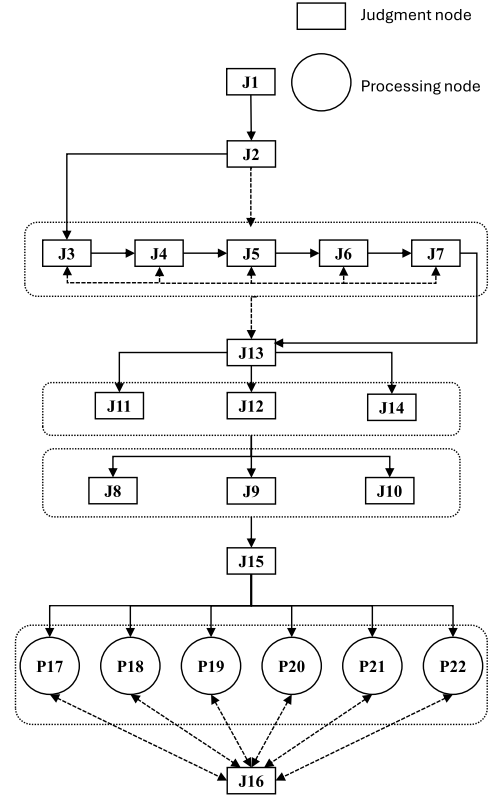 Judgment node
Processing node
J1
J2
J3 J4 J5 J6 J7
J13
J11 J12 J14
J8 J9 J10
J15
P17 P18 P19 P20 P21 P22
J16